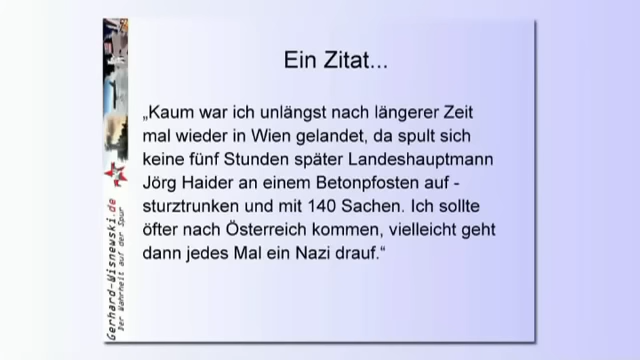 Ein Zitat...
„Kaum war ich unlängst nach längerer Zeit
mal wieder in Wien gelandet, da spult sich
keine fünf Stunden später Landeshauptmann
Jörg Haider an einem Betonpfosten auf -
sturztrunken und mit 140 Sachen. Ich sollte
öfter nach Österreich kommen, vielleicht geht
dann jedes Mal ein Nazi drauf.“
Gerhard-Wisnewski.de
Der Wahrheit auf der Spur